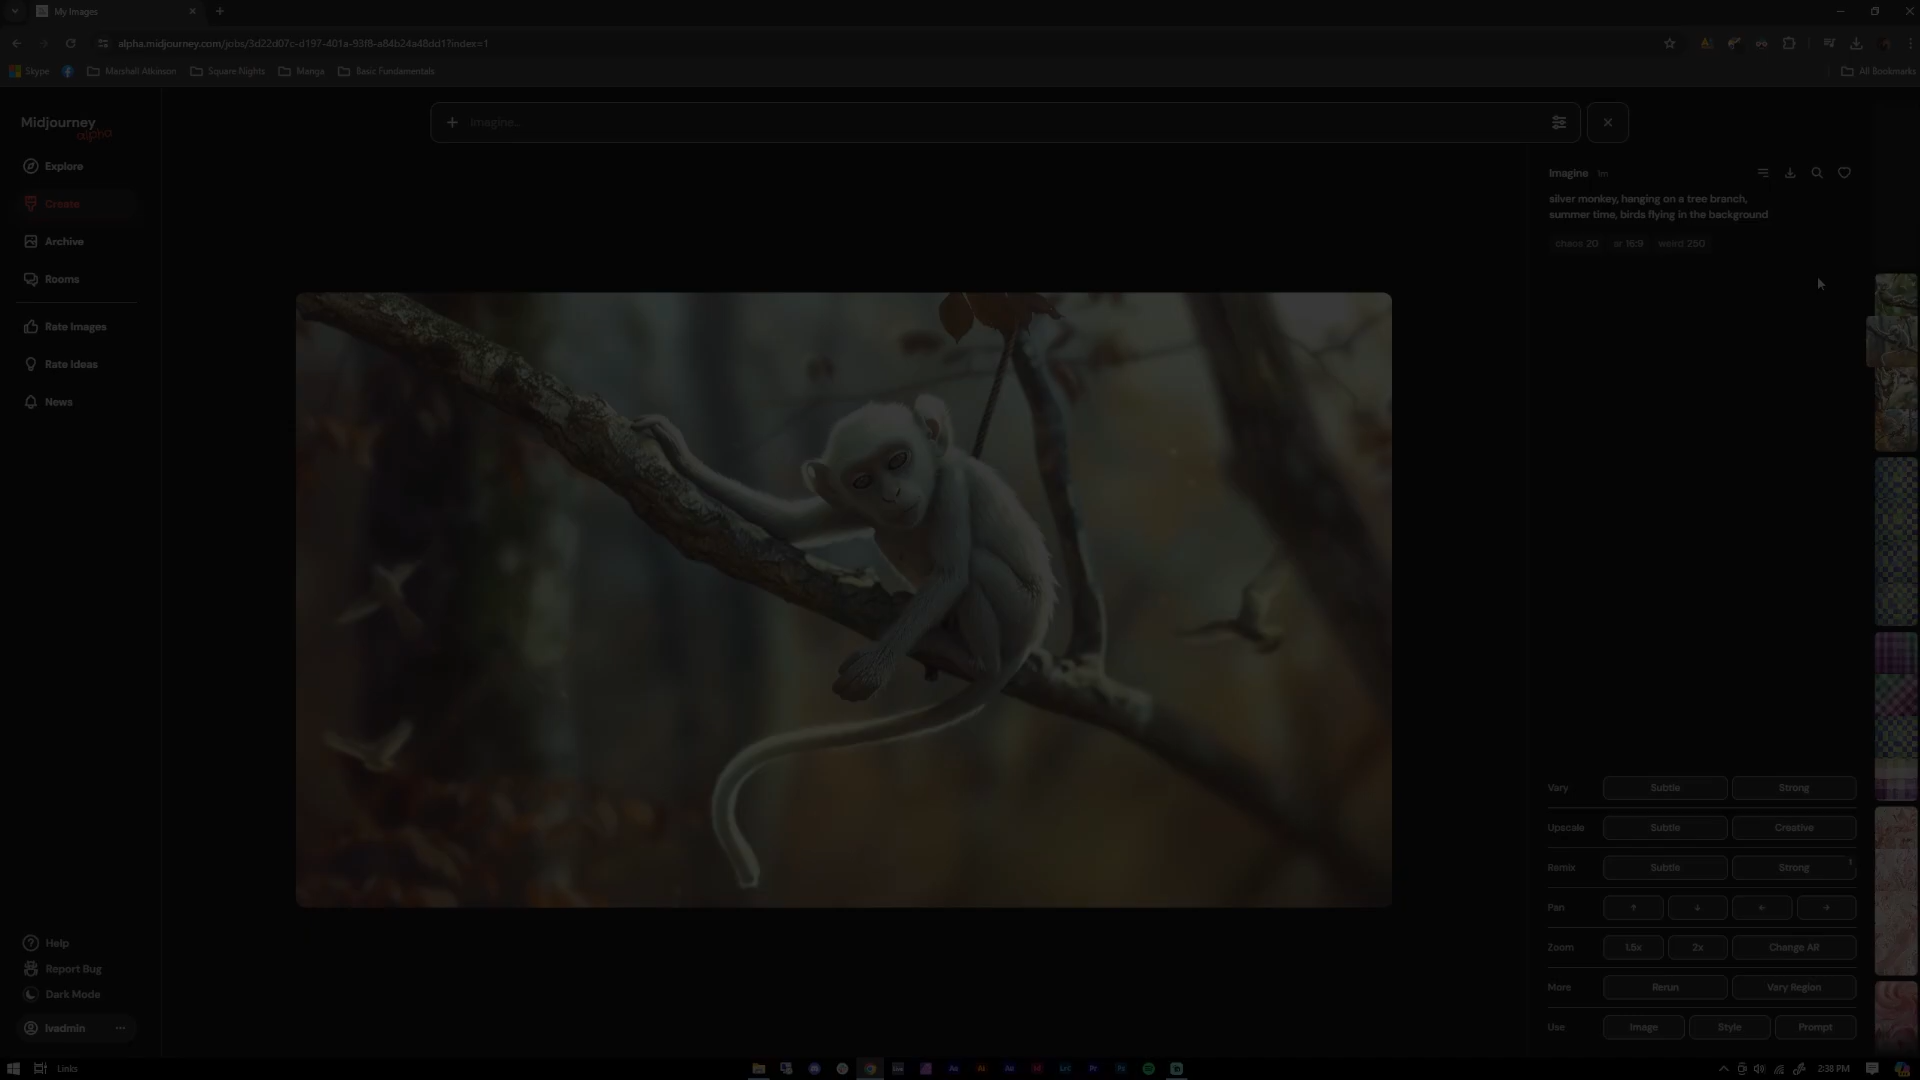 My Images
alpha.midjourney.com/jobs/3d22d07c-d197-401a-93f8-a84b24a48dd1?index=1
Skype
Marshall Atkinson
Square Nights
Manga
Basic Fundamentals
All Bookmarks
Midjourney
alpha
imagine..
Explore
Create
Archive
Rooms
Rate Images
Rate Ideas
News
Imagine 1m
silver monkey, hanging on a tree branch,
summer time, birds flying in the background
chaos 20 ar 16:9 weird 250
Vary Subtle Strong
Upscale Subtle Creative
Remix Subtle Strong
Pan
Zoom 1.5x 2x Change AR
More Rerun Vary Region
Use Image Style Prompt
Help
Report Bug
Dark Mode
lvadmin
Links
2:38 PM